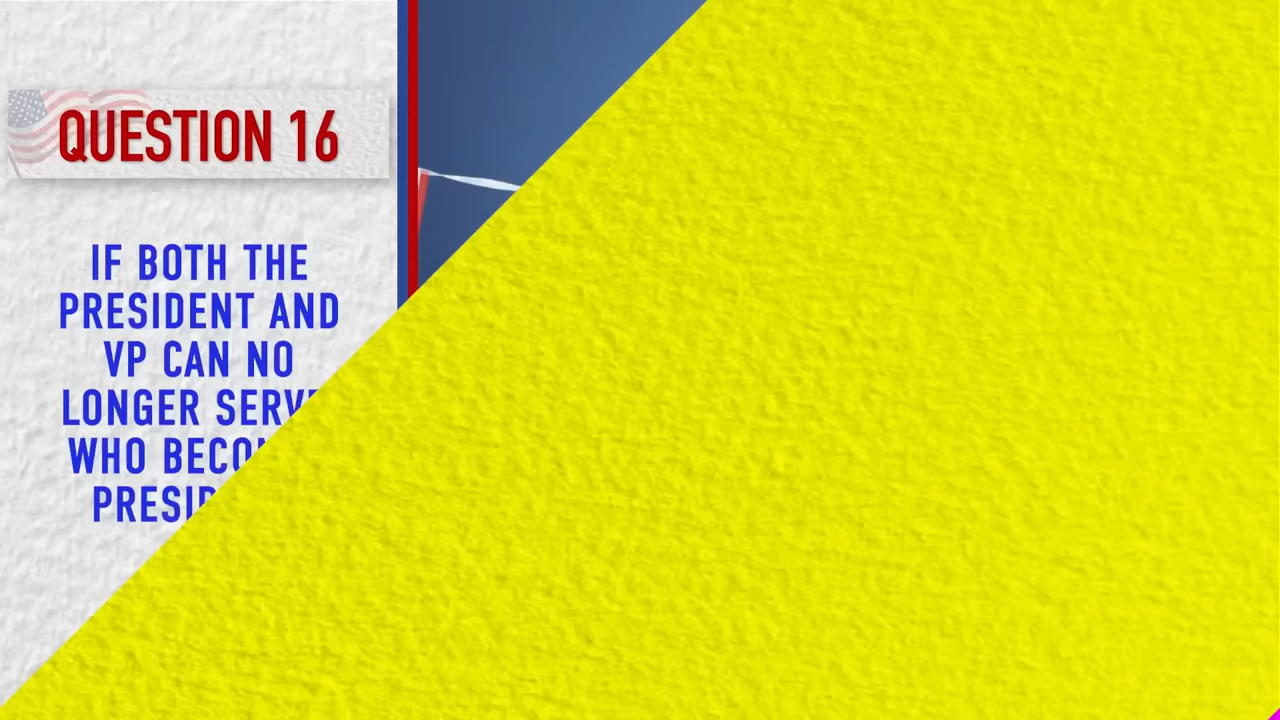 QUESTION 16
IF BOTH THE
PRESIDENT AND
VP CAN NO
LONGER
WHO